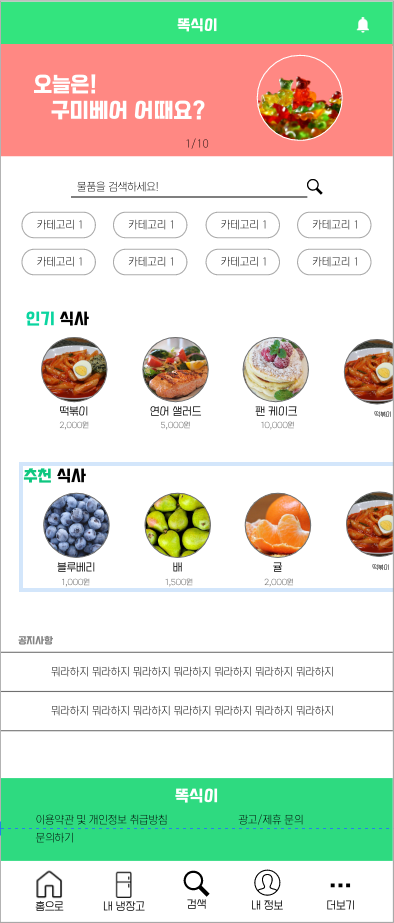 똑식이
오늘은!
구미베어 어때요?
1/10
물품을 검색하세요!
카테고리 1 카테고리 1 카테고리 1 카테고리 1
카테고리 1 카테고리 1 카테고리 1 카테고리 1
인기 식사
떡볶이 연어 샐러드 팬 케이크 떡볶이
2,000원 5,000원 10,000원
추천 식사
블루베리 배 귤 떡볶이
1,000원 1,500원 2,000원
공지사항
뭐라하지 뭐라하지 뭐라하지 뭐라하지 뭐라하지 뭐라하지 뭐라하지
뭐라하지 뭐라하지 뭐라하지 뭐라하지 뭐라하지 뭐라하지 뭐라하지
똑식이
이용약관 및 개인정보 취급방침 광고/제휴 문의
문의하기
홈으로 내 냉장고 검색 내 정보 더보기